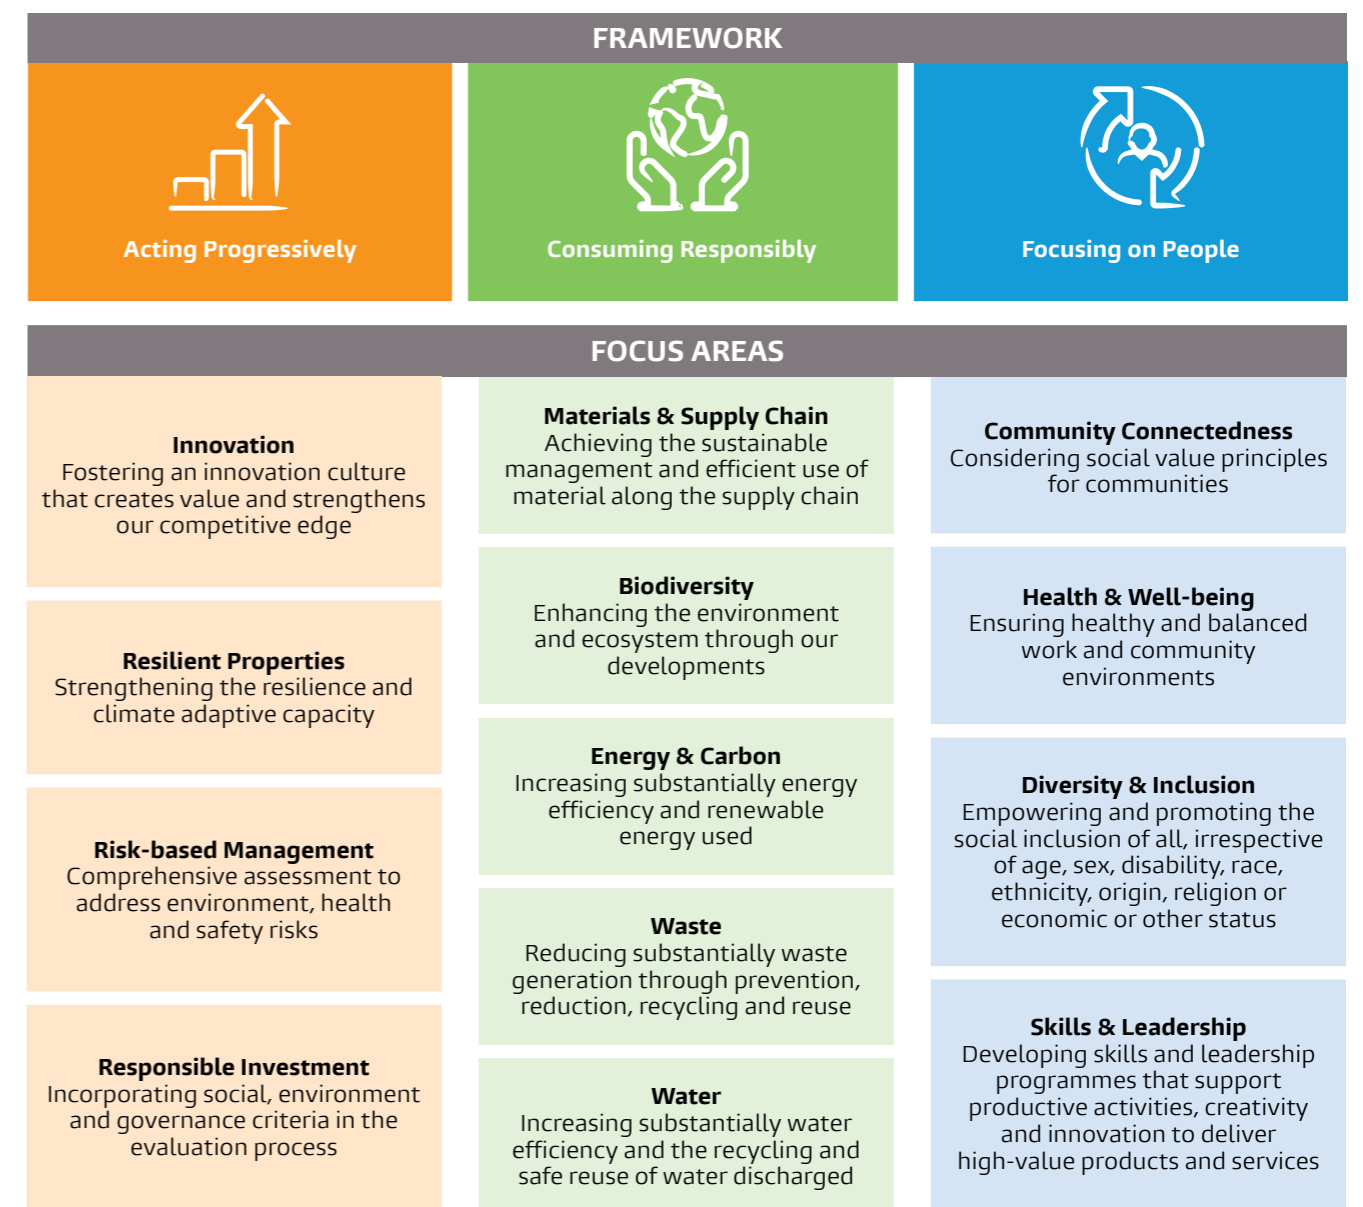 FRAMEWORK
Acting Progressively
Consuming Responsibly
Focusing on People
FOCUS AREAS
Innovation
Fostering an innovation culture
that creates value and strengthens
our competitive edge
Resilient Properties
Strengthening the resilience and
climate adaptive capacity
Risk-based Management
Comprehensive assessment to
address environment, health
and safety risks
Responsible Investment
Incorporating social, environment
and governance criteria in the
evaluation process
Materials & Supply Chain
Achieving the sustainable
management and efficient use of
material along the supply chain
Biodiversity
Enhancing the environment
and ecosystem through our
developments
Energy & Carbon
Increasing substantially energy
efficiency and renewable
energy used
Waste
Reducing substantially waste
generation through prevention,
reduction, recycling and reuse
Water
Increasing substantially water
efficiency and the recycling and
safe reuse of water discharged
Community Connectedness
Considering social value principles
for communities
Health & Well-being
Ensuring healthy and balanced
work and community
environments
Diversity & Inclusion
Empowering and promoting the
social inclusion of all, irrespective
of age, sex, disability, race,
ethnicity, origin, religion or
economic or other status
Skills & Leadership
Developing skills and leadership
programmes that support
productive activities, creativity
and innovation to deliver
high-value products and services